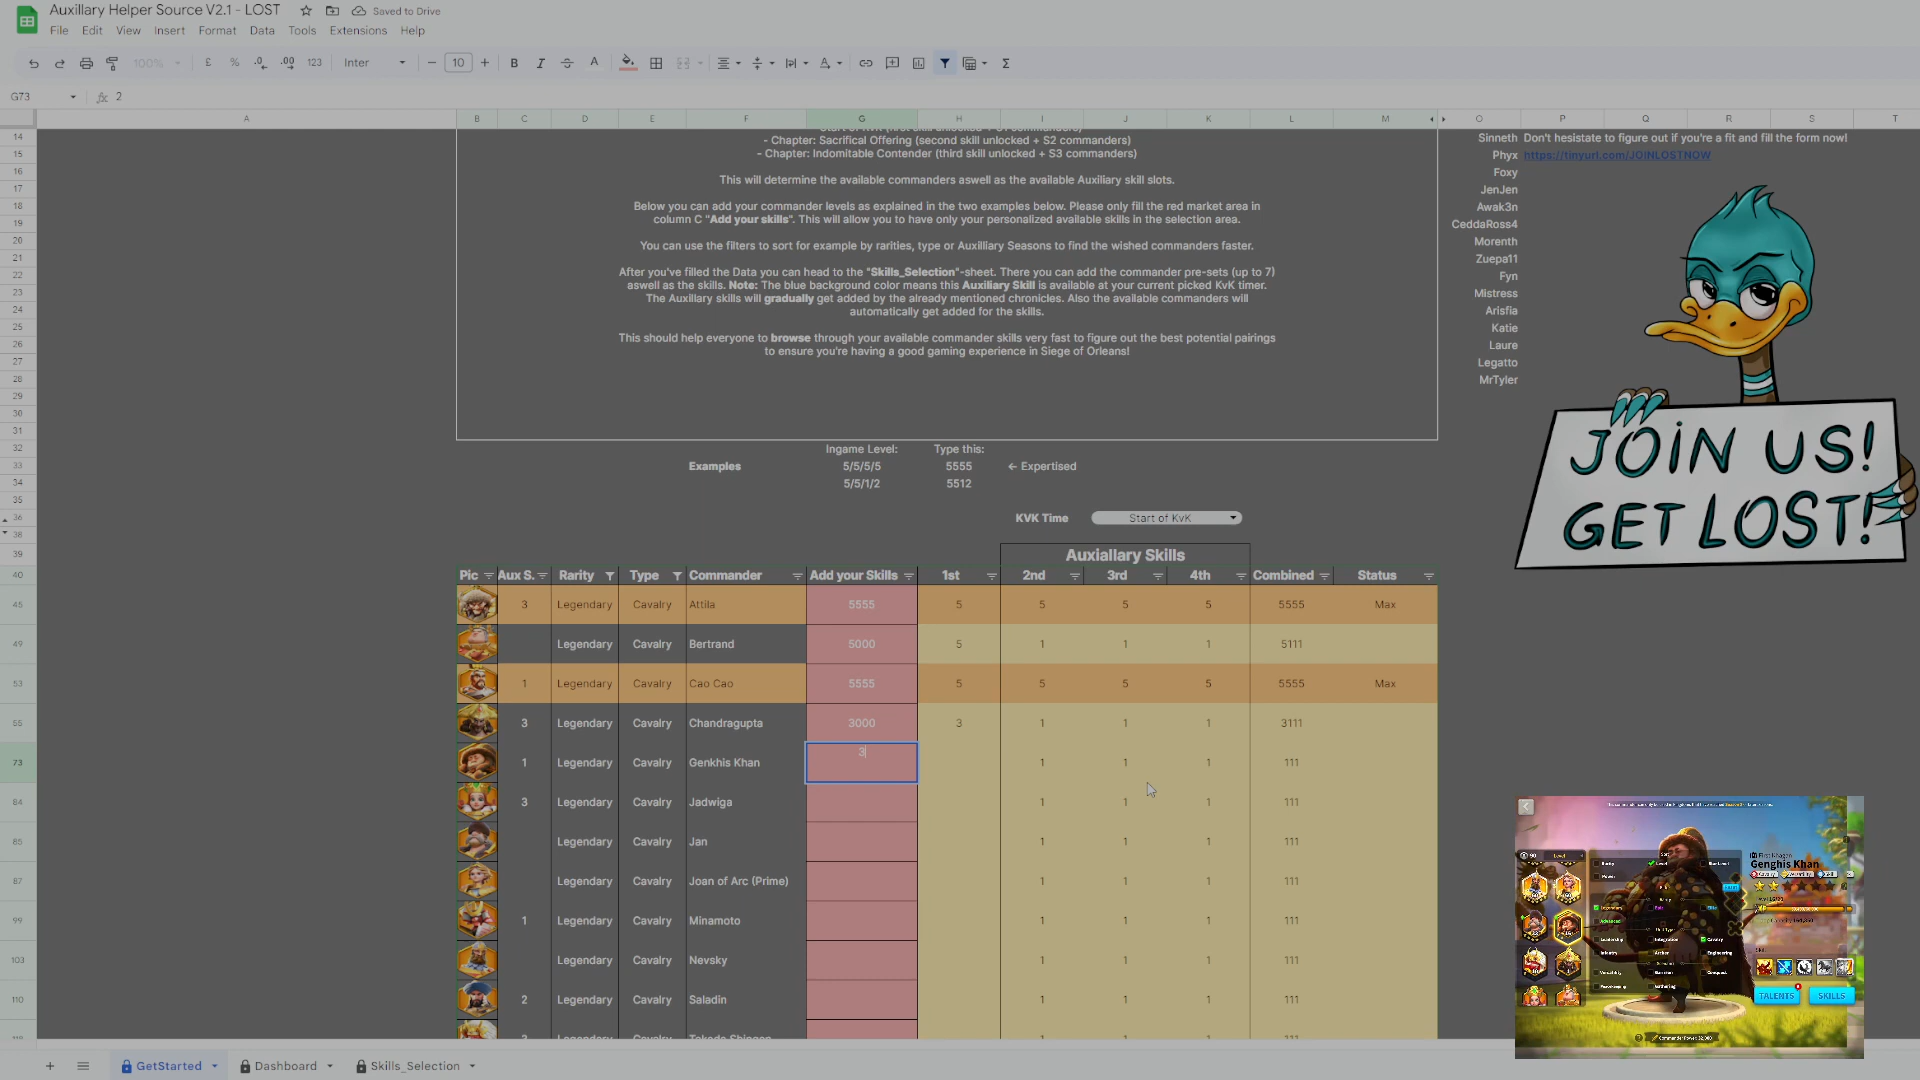 Auxillary Helper Source V2.1 - LOST
Saved to Drive
File Edit View Insert Format Data Tools Extensions Help
100% £ % .0 .00 123 Inter 10
G73 2
A B C D E F G H I J K L M O P Q R S T
- Chapter: Sacrifical Offering (second skill unlocked + S2 commanders)
- Chapter: Indomitable Contender (third skill unlocked + S3 commanders)
This will determine the available commanders aswell as the available Auxiliary skill slots.
Below you can add your commander levels as explained in the two examples below. Please only fill the red market area in
column C "Add your skills". This will allow you to have only your personalized available skills in the selection area.
You can use the filters to sort for example by rarities, type or Auxilliary Seasons to find the wished commanders faster.
After you've filled the Data you can head to the "Skills_Selection"-sheet. There you can add the commander pre-sets (up to 7)
aswell as the skills. Note: The blue background color means this Auxiliary Skill is available at your current picked KvK timer.
The Auxiliary skills will gradually get added by the already mentioned chronicles. Also the available commanders will
automatically get added for the skills.
This should help everyone to browse through your available commander skills very fast to figure out the best potential pairings
to ensure you're having a good gaming experience in Siege of Orleans!
Sinneth Don't hesistate to figure out if you're a fit and fill the form now!
Phyx https://tinyurl.com/JOINLOSTNOW
Foxy
JenJen
Awak3n
CeddaRoss4
Morenth
Zuepa11
Fyn
Mistress
Arisfia
Katie
Laure
Legatto
MrTyler
JOIN US!
GET LOST!
Ingame Level: Type this:
Examples 5/5/5/5 5555 ← Expertised
5/5/1/2 5512
KVK Time Start of KvK
Auxiallary Skills
Pic Aux S. Rarity Type Commander Add your Skills 1st 2nd 3rd 4th Combined Status
45 3 Legendary Cavalry Attila 5555 5 5 5 5 5555 Max
49 Legendary Cavalry Bertrand 5000 5 1 1 1 5111
53 1 Legendary Cavalry Cao Cao 5555 5 5 5 5 5555 Max
55 3 Legendary Cavalry Chandragupta 3000 3 1 1 1 3111
73 1 Legendary Cavalry Genkhis Khan 3 1 1 1 111
84 3 Legendary Cavalry Jadwiga 1 1 1 111
85 Legendary Cavalry Jan 1 1 1 111
87 Legendary Cavalry Joan of Arc (Prime) 1 1 1 111
99 1 Legendary Cavalry Minamoto 1 1 1 111
103 Legendary Cavalry Nevsky 1 1 1 111
110 2 Legendary Cavalry Saladin 1 1 1 111
Genghis Khan
TALENTS SKILLS
GetStarted Dashboard Skills_Selection